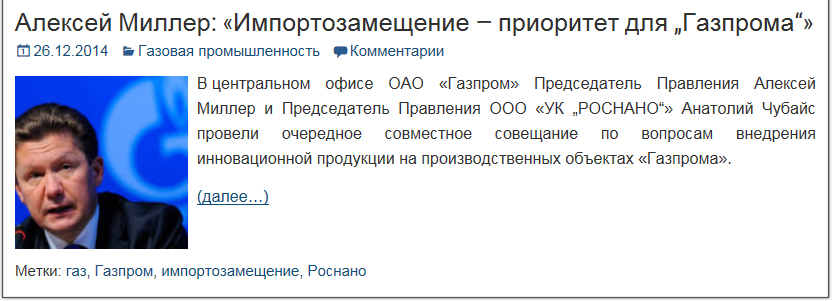 Алексей Миллер: «Импортозамещение – приоритет для „Газпрома“»
26.12.2014 Газовая промышленность Комментарии
В центральном офисе ОАО «Газпром» Председатель Правления Алексей
Миллер и Председатель Правления ООО «УК „РОСНАНО“» Анатолий Чубайс
провели очередное совместное совещание по вопросам внедрения
инновационной продукции на производственных объектах «Газпрома».
(далее…)
Метки: газ, Газпром, импортозамещение, Роснано